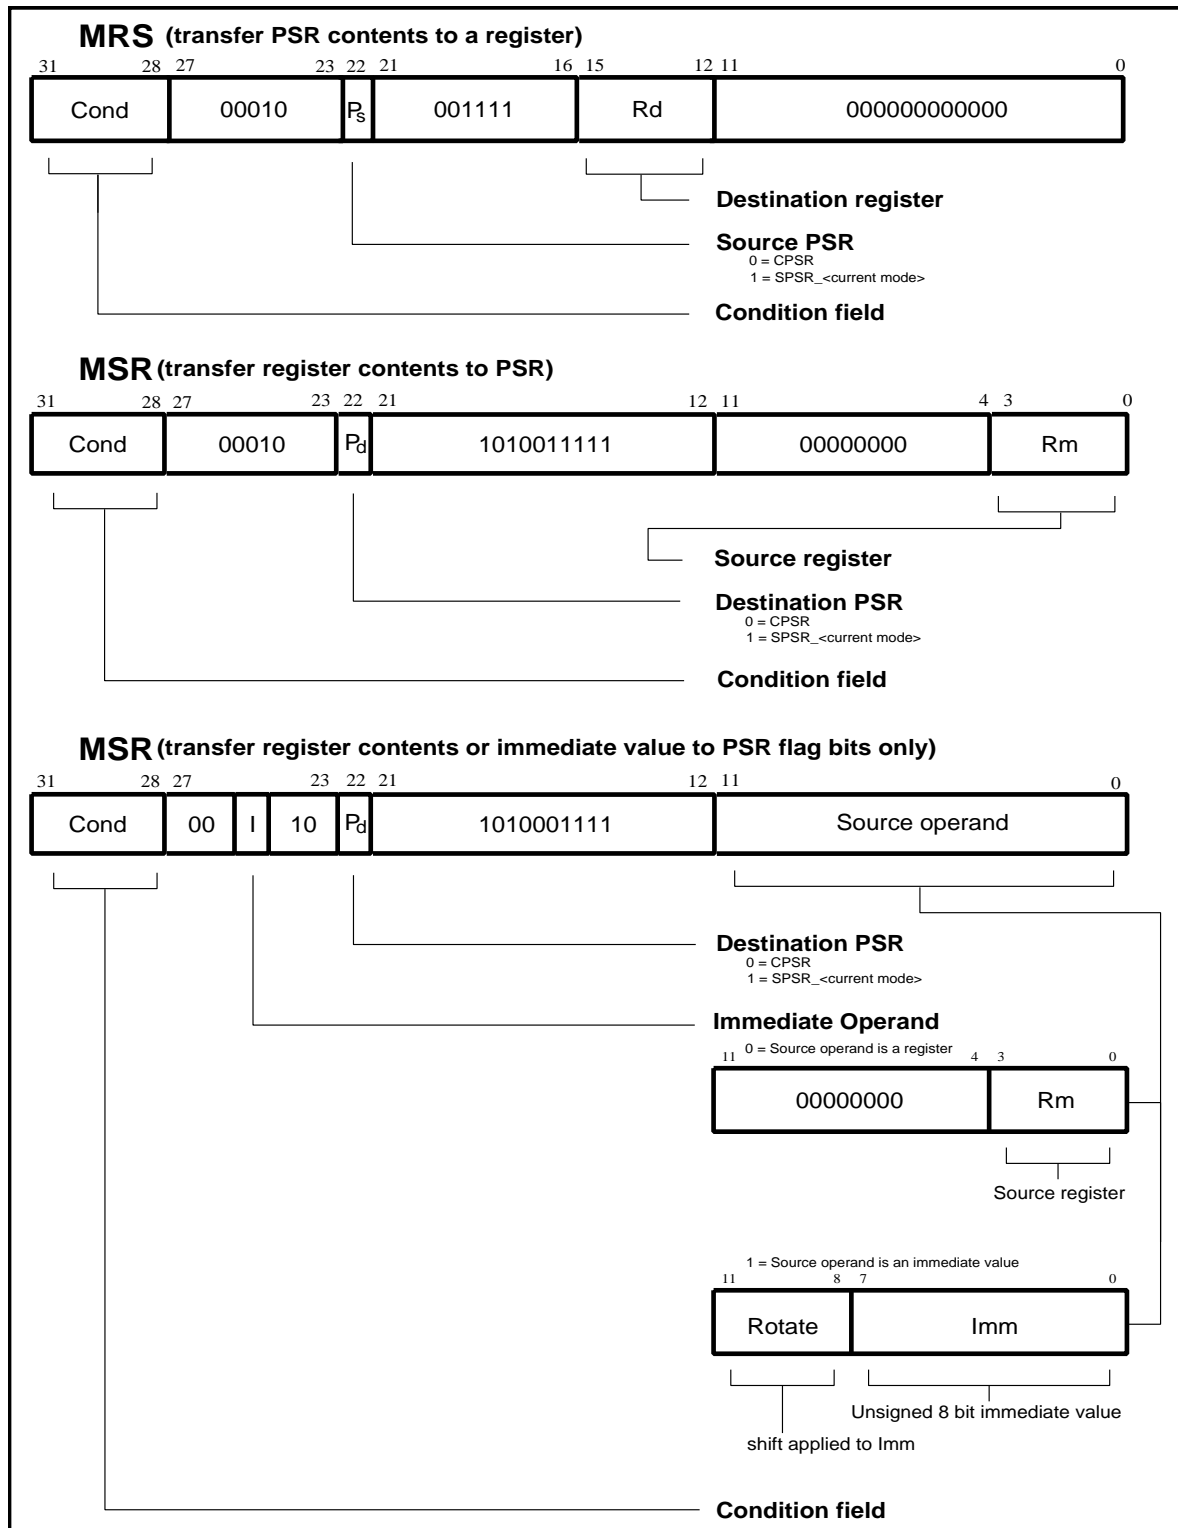 MRS (transfer PSR contents to a register)
31 28 27 23 22 21 16 15 12 11 0
Cond 00010 Ps 001111 Rd 000000000000
Destination register
Source PSR
0 = CPSR
1 = SPSR_<current mode>
Condition field
MSR (transfer register contents to PSR)
31 28 27 23 22 21 12 11 4 3 0
Cond 00010 Pd 1010011111 00000000 Rm
Source register
Destination PSR
0 = CPSR
1 = SPSR_<current mode>
Condition field
MSR (transfer register contents or immediate value to PSR flag bits only)
31 28 27 23 22 21 12 11 0
Cond 00 I 10 Pd 1010001111 Source operand
Destination PSR
0 = CPSR
1 = SPSR_<current mode>
Immediate Operand
0 = Source operand is a register
11 4 3 0
00000000 Rm
Source register
1 = Source operand is an immediate value
11 8 7 0
Rotate Imm
Unsigned 8 bit immediate value
shift applied to Imm
Condition field